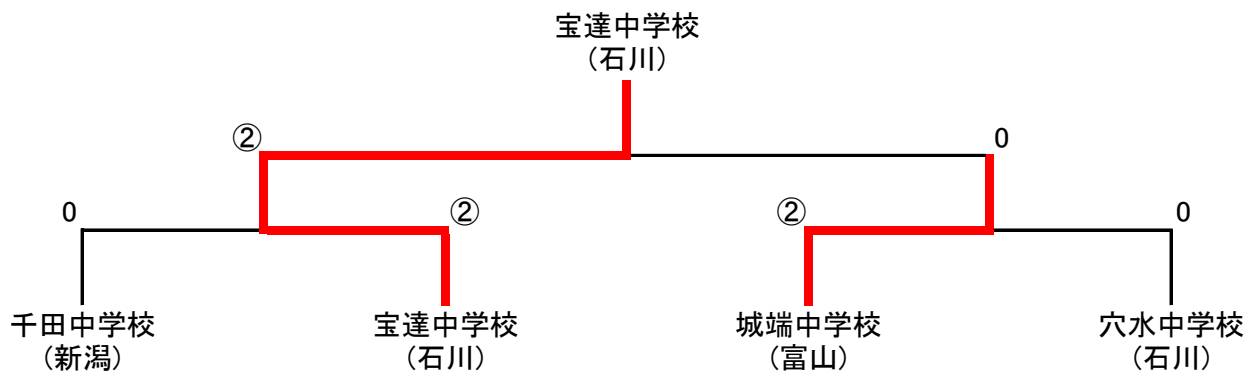 宝達中学校
（石川）
②
0
0
②
②
0
千田中学校
（新潟）
宝達中学校
（石川）
城端中学校
（富山）
穴水中学校
（石川）